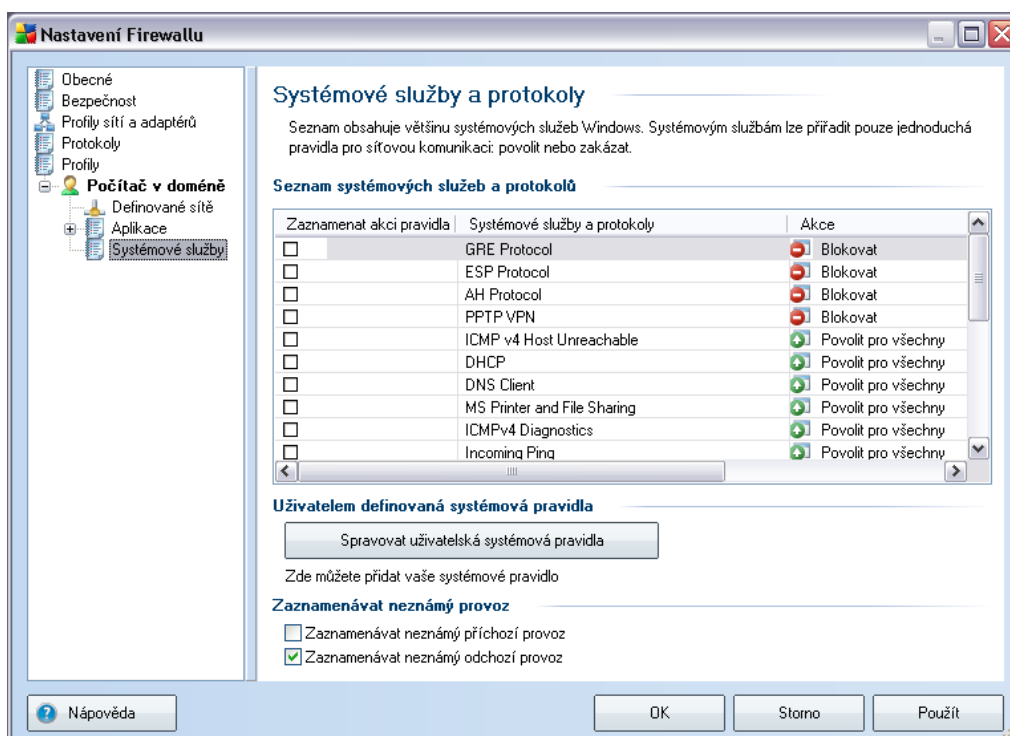 Nastavení Firewallu
Obecné
Bezpečnost
Profily sítí a adaptérů
Protokoly
Profily
Počítač v doméně
Definované sítě
Aplikace
Systémové služby
Systémové služby a protokoly
Seznam obsahuje většinu systémových služeb Windows. Systémovým službám lze přiřadit pouze jednoduchá
pravidla pro síťovou komunikaci: povolit nebo zakázat.
Seznam systémových služeb a protokolů
Zaznamenat akci pravidla Systémové služby a protokoly Akce
GRE Protocol Blokovat
ESP Protocol Blokovat
AH Protocol Blokovat
PPTP VPN Blokovat
ICMP v4 Host Unreachable Povolit pro všechny
DHCP Povolit pro všechny
DNS Client Povolit pro všechny
MS Printer and File Sharing Povolit pro všechny
ICMPv4 Diagnostics Povolit pro všechny
Incoming Ping Povolit pro všechny
Uživatelem definovaná systémová pravidla
Spravovat uživatelská systémová pravidla
Zde můžete přidat vaše systémové pravidlo
Zaznamenávat neznámý provoz
Zaznamenávat neznámý příchozí provoz
Zaznamenávat neznámý odchozí provoz
Nápověda OK Storno Použít